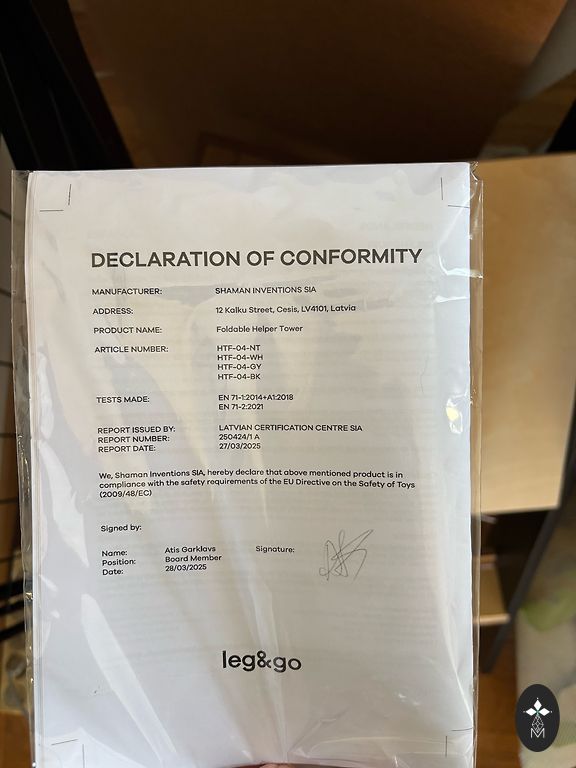 DECLARATION OF CONFORMITY
MANUFACTURER: SHAMAN INVENTIONS SIA
ADDRESS: 12 Kalku Street, Cesis, LV4101, Latvia
PRODUCT NAME: Foldable Helper Tower
ARTICLE NUMBER: HTF-04-NT
HTF-04-WH
HTF-04-GY
HTF-04-BK
TESTS MADE: EN 71-1:2014+A1:2018
EN 71-2:2021
REPORT ISSUED BY: LATVIAN CERTIFICATION CENTRE SIA
REPORT NUMBER: 250424/1 A
REPORT DATE: 27/03/2025
We, Shaman Inventions SIA, hereby declare that above mentioned product is in
compliance with the safety requirements of the EU Directive on the Safety of Toys
(2009/48/EC)
Signed by:
Name: Atis Garklavs Signature:
Position: Board Member
Date: 28/03/2025
leg&go